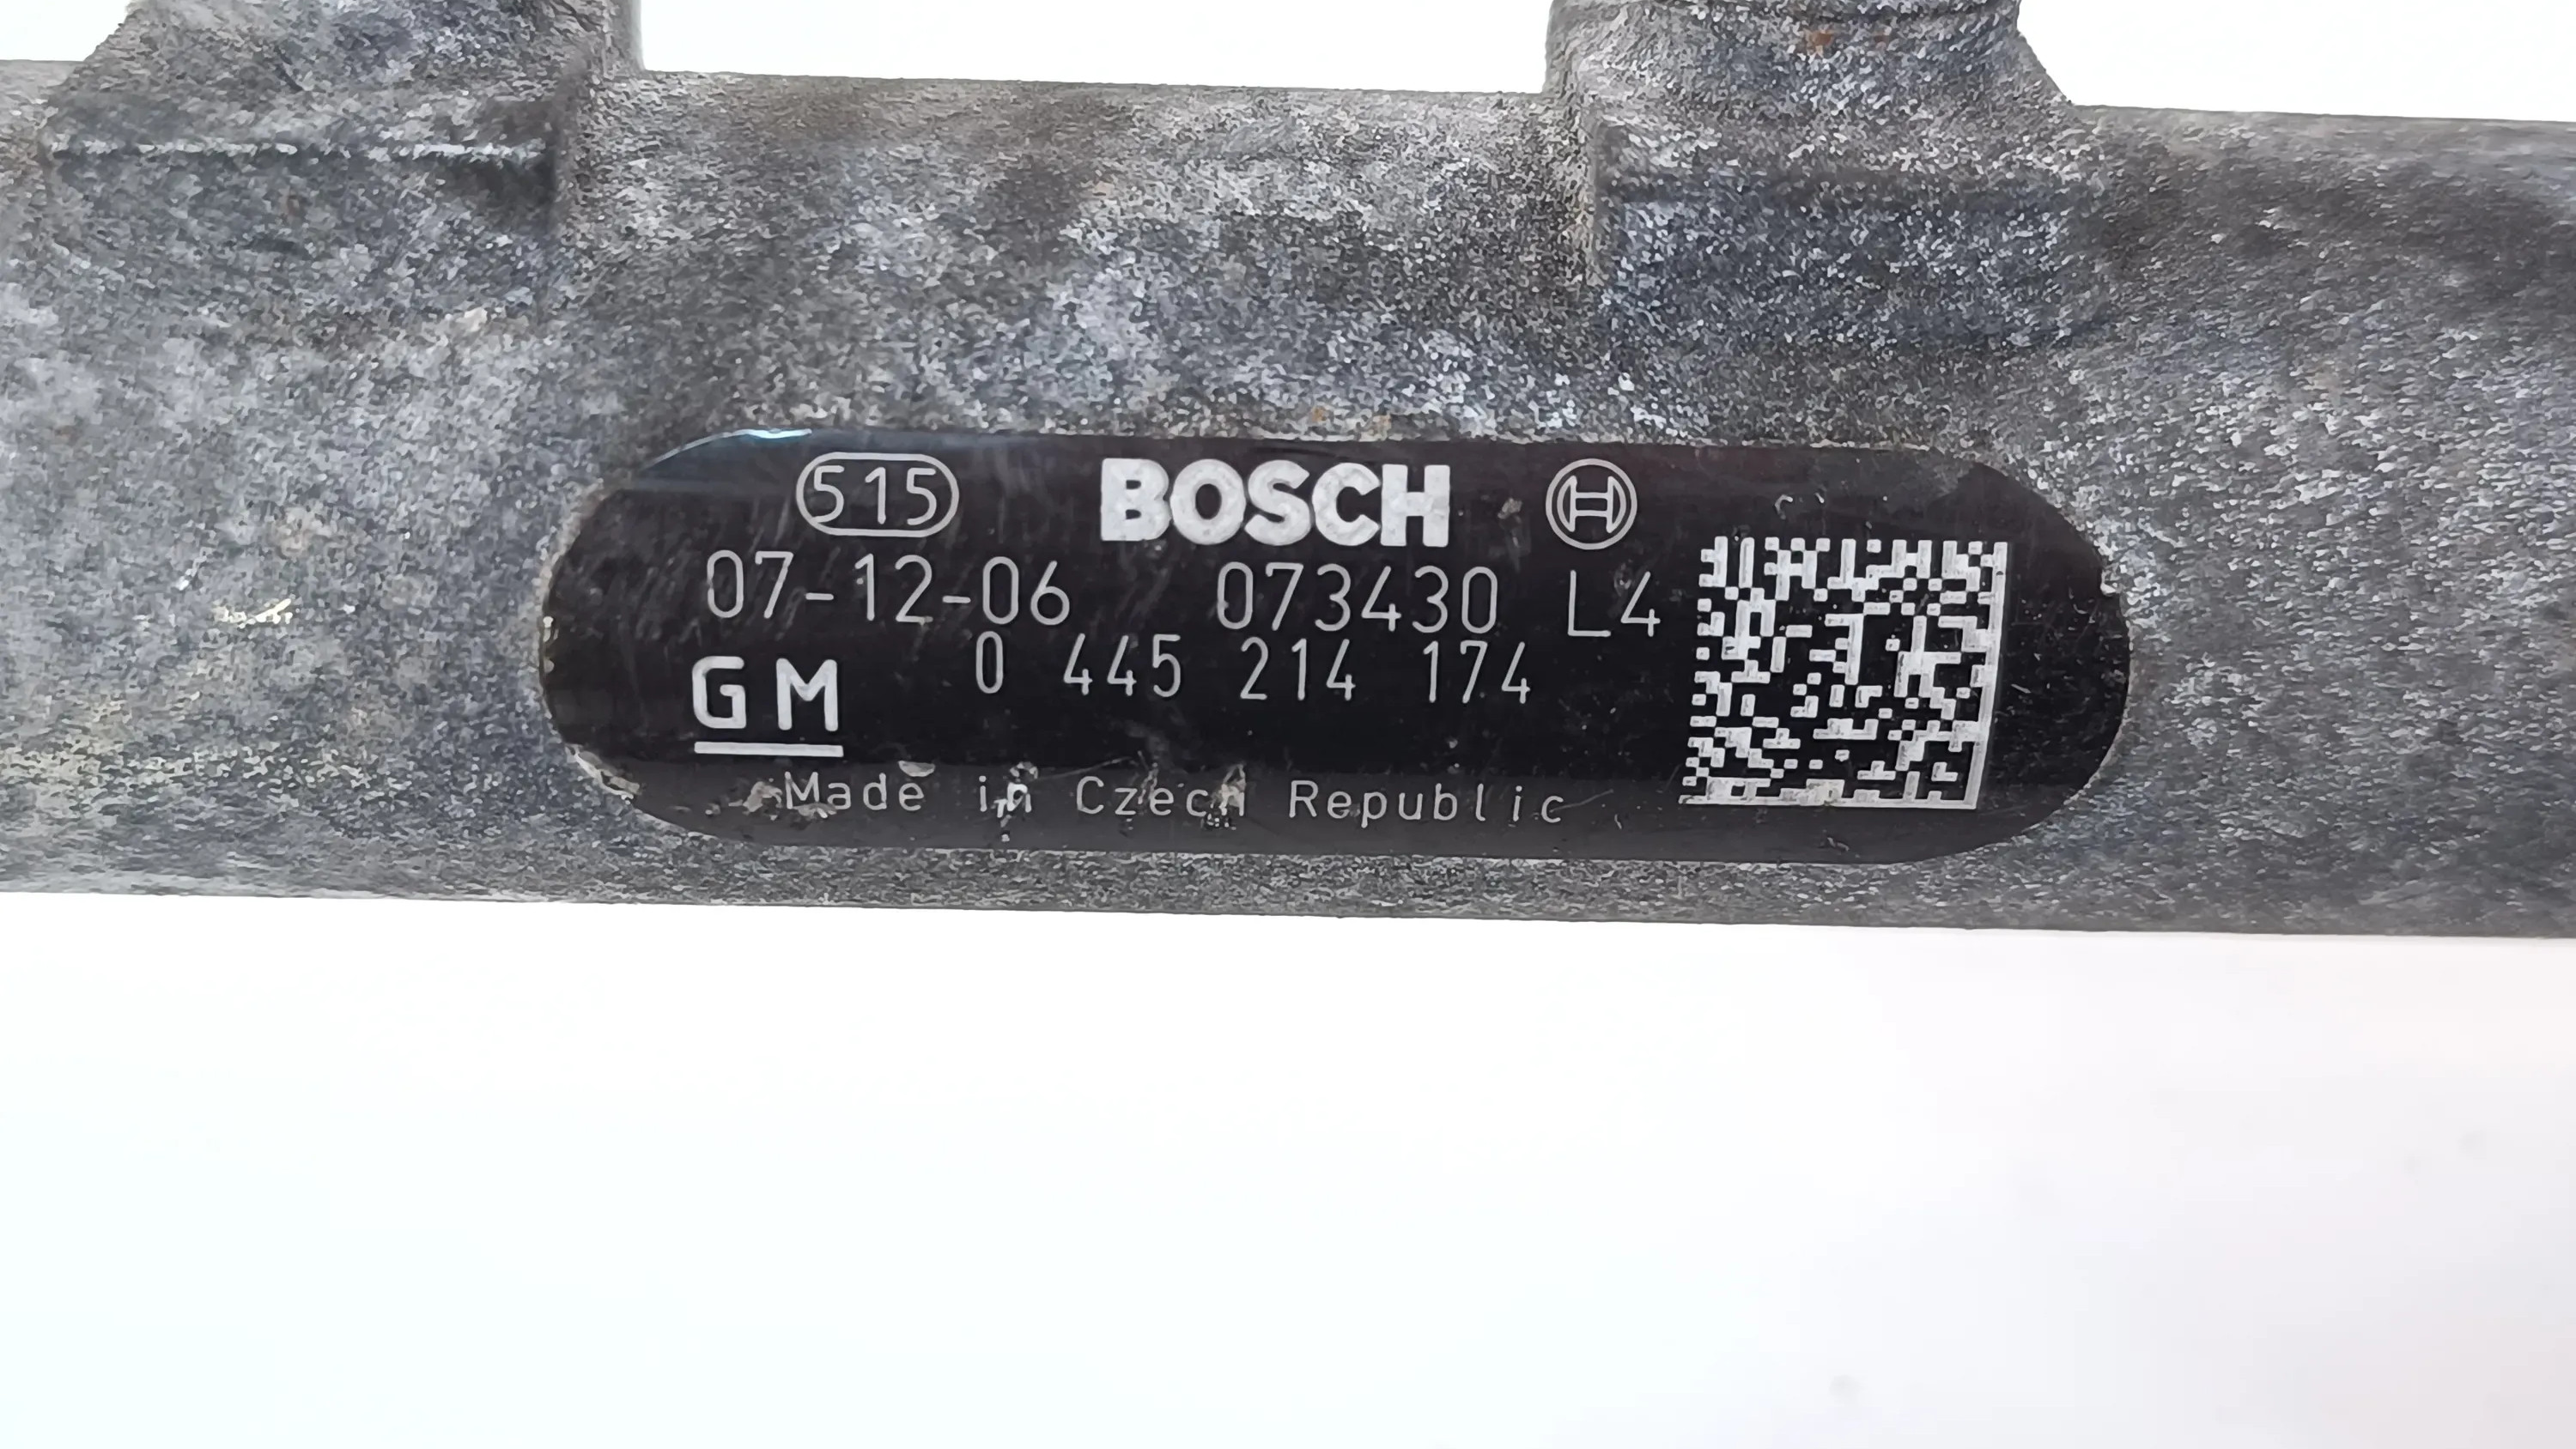 515 BOSCH
07-12-06 073430 L4
GM 0 445 214 174
Made in Czech Republic